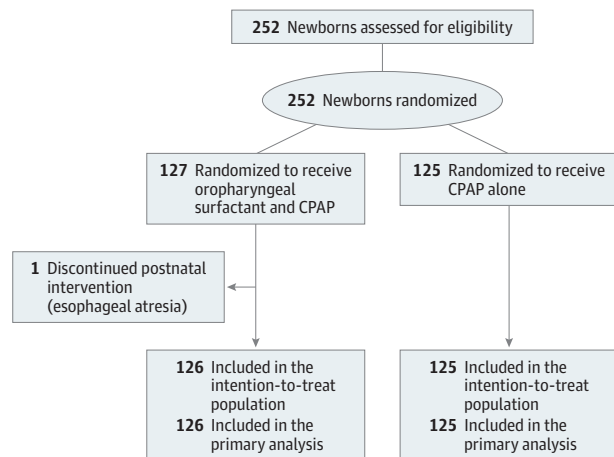 252 Newborns assessed for eligibility
252 Newborns randomized
127 Randomized to receive
oropharyngeal
surfactant and CPAP
125 Randomized to receive
CPAP alone
1 Discontinued postnatal
intervention
(esophageal atresia)
126 Included in the
intention-to-treat
population
126 Included in the
primary analysis
125 Included in the
intention-to-treat
population
125 Included in the
primary analysis